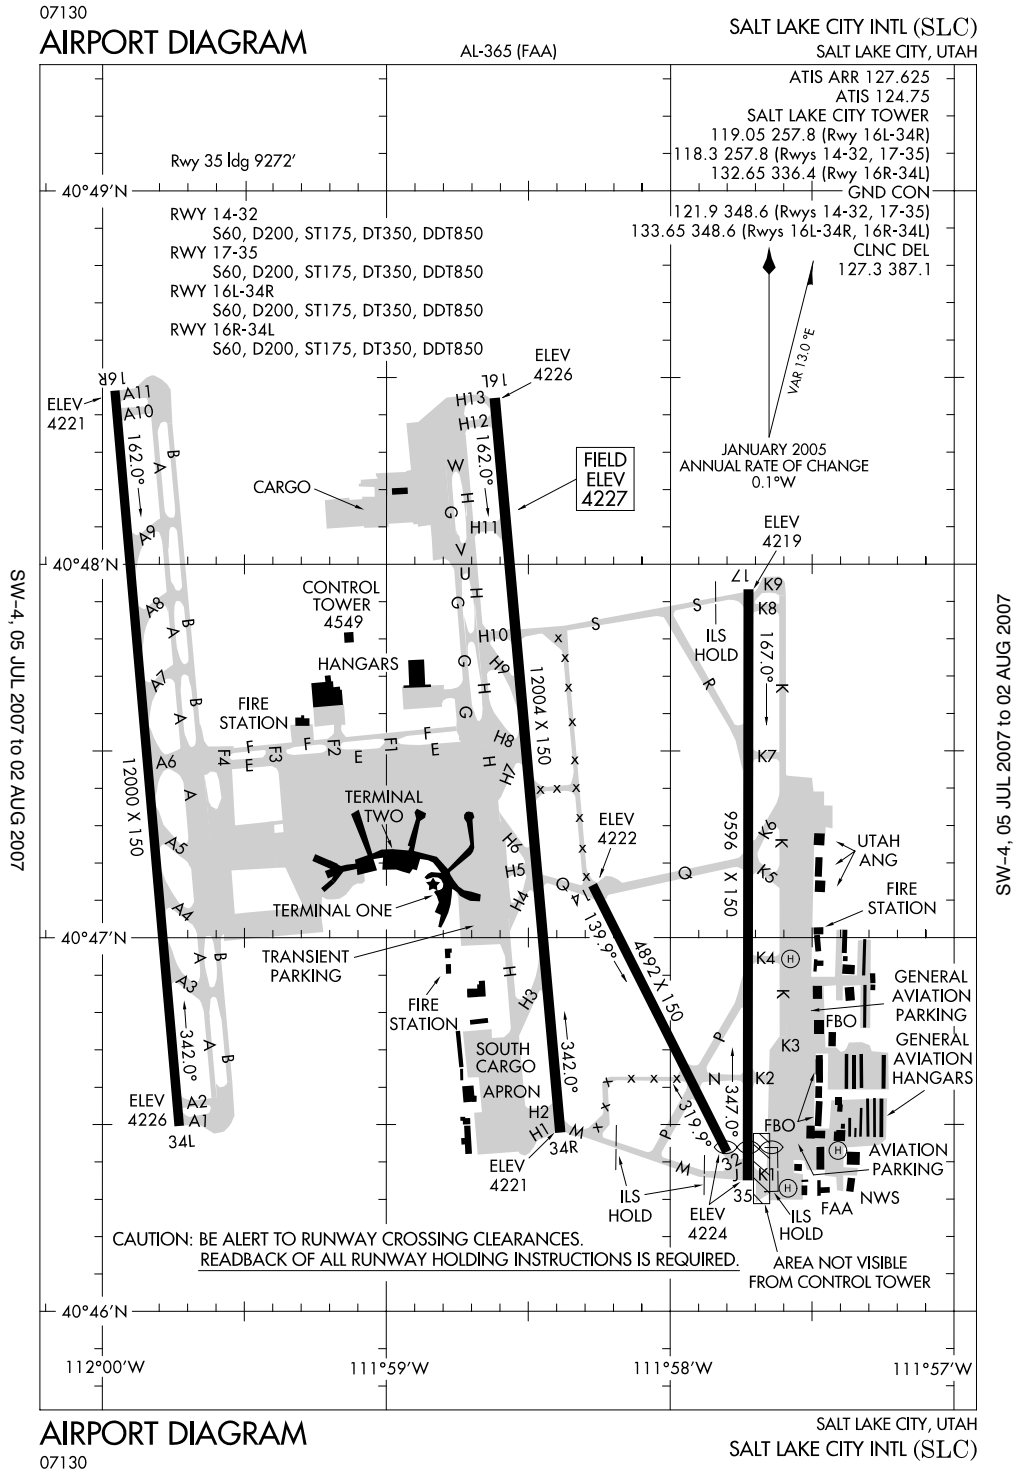 07130
AIRPORT DIAGRAM
AL-365 (FAA)
SALT LAKE CITY INTL (SLC)
SALT LAKE CITY, UTAH
ATIS ARR 127.625
ATIS 124.75
SALT LAKE CITY TOWER
119.05 257.8 (Rwy 16L-34R)
118.3 257.8 (Rwys 14-32, 17-35)
132.65 336.4 (Rwy 16R-34L)
GND CON
121.9 348.6 (Rwys 14-32, 17-35)
133.65 348.6 (Rwys 16L-34R, 16R-34L)
CLNC DEL
127.3 387.1
Rwy 35 ldg 9272'
40°49'N
RWY 14-32
S60, D200, ST175, DT350, DDT850
RWY 17-35
S60, D200, ST175, DT350, DDT850
RWY 16L-34R
S60, D200, ST175, DT350, DDT850
RWY 16R-34L
S60, D200, ST175, DT350, DDT850
VAR 13.0°E
JANUARY 2005
ANNUAL RATE OF CHANGE
0.1°W
ELEV
4221
16R
A11
A10
162.0°
B
A
A9
A8
A
B
A7
B
A
A6
A
12000 X 150
A5
A4
A
B
A3
342.0°
A
B
A2
A1
ELEV
4226
34L
ELEV
4226
16L
H13
H12
162.0°
FIELD
ELEV
4227
CARGO
W
H
G
H11
V
U
H
G
40°48'N
CONTROL
TOWER
4549
HANGARS
FIRE
STATION
H10
H9
G
H
G
12004 X 150
F4
E
F3
F
F2
E
F1
F
E
H8
H
H7
TERMINAL
TWO
H6
H5
H4
TERMINAL ONE
TRANSIENT
PARKING
40°47'N
FIRE
STATION
H
H3
SOUTH
CARGO
APRON
342.0°
H2
H1
34R
ELEV
4221
ELEV
4219
17
K9
K8
S
S
ILS
HOLD
167.0°
R
K
K7
x x x x x x x x x x x
ELEV
4222
9596 X 150
K6
K
K5
Q
Q
14
139.9°
4892 X 150
UTAH
ANG
FIRE
STATION
K4
H
K
GENERAL
AVIATION
PARKING
FBO
K3
GENERAL
AVIATION
HANGARS
P
N
K2
x x x x x x x
319.9°
347.0°
FBO
M
P
M
32
J
35
K1
H
H
AVIATION
PARKING
FAA
NWS
ILS
HOLD
ELEV
4224
ILS
HOLD
AREA NOT VISIBLE
FROM CONTROL TOWER
CAUTION: BE ALERT TO RUNWAY CROSSING CLEARANCES.
READBACK OF ALL RUNWAY HOLDING INSTRUCTIONS IS REQUIRED.
40°46'N
112°00'W
111°59'W
111°58'W
111°57'W
SW-4, 05 JUL 2007 to 02 AUG 2007
SW-4, 05 JUL 2007 to 02 AUG 2007
AIRPORT DIAGRAM
07130
SALT LAKE CITY, UTAH
SALT LAKE CITY INTL (SLC)